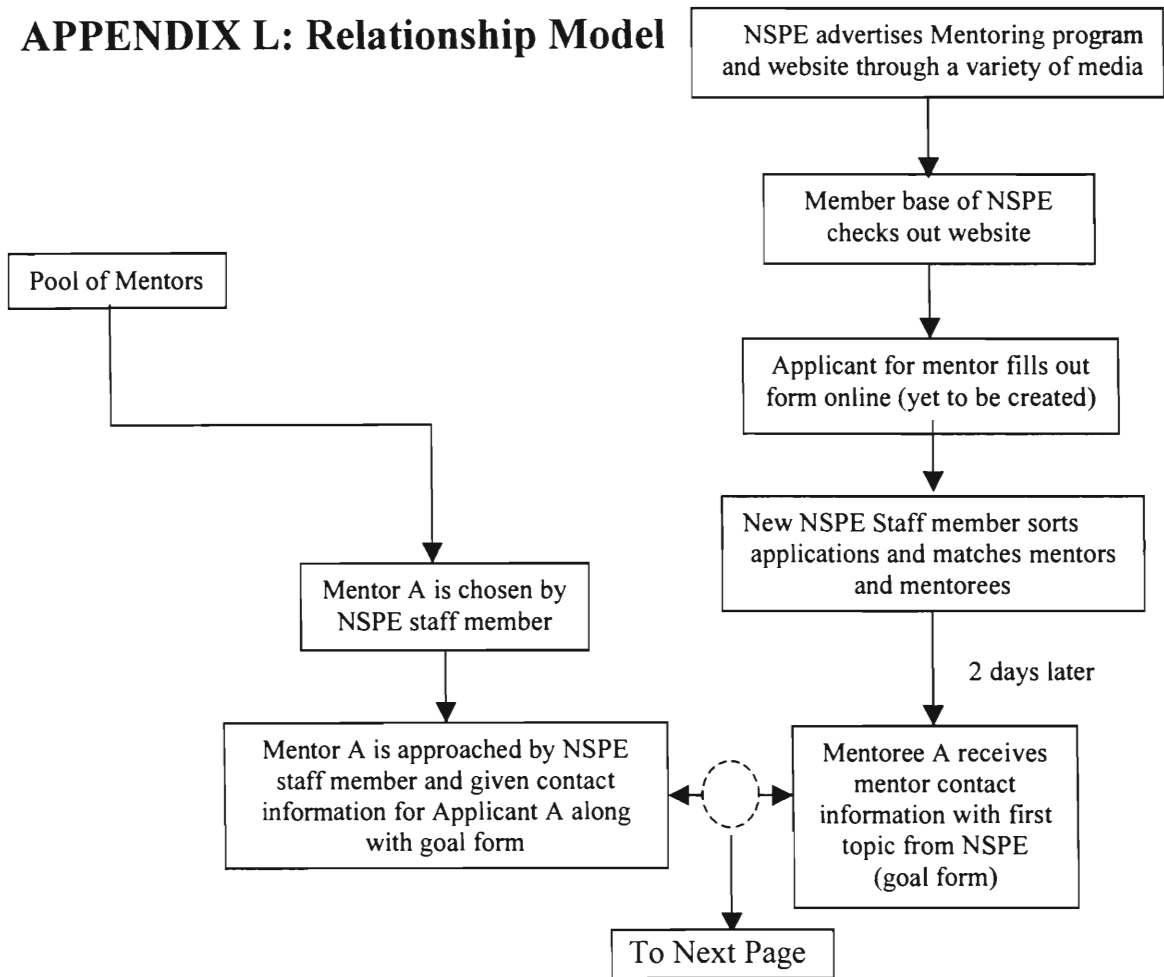 APPENDIX L: Relationship Model
NSPE advertises Mentoring program
and website through a variety of media
Member base of NSPE
checks out website
Pool of Mentors
Applicant for mentor fills out
form online (yet to be created)
New NSPE Staff member sorts
applications and matches mentors
and mentorees
Mentor A is chosen by
NSPE staff member
2 days later
Mentor A is approached by NSPE
staff member and given contact
information for Applicant A along
with goal form
Mentoree A receives
mentor contact
information with first
topic from NSPE
(goal form)
To Next Page